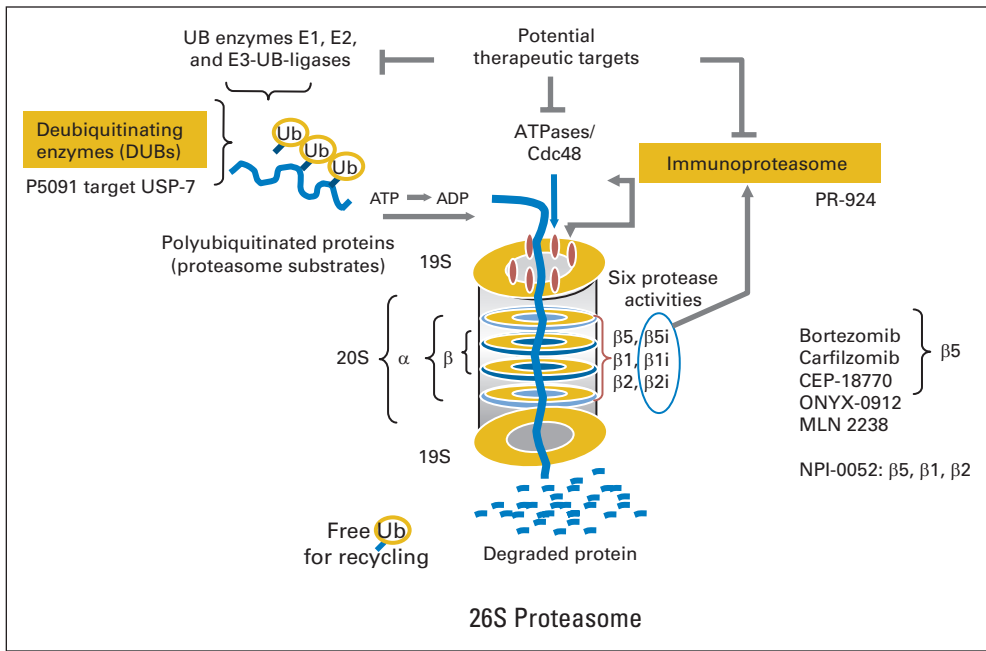 UB enzymes E1, E2,
and E3-UB-ligases
Potential
therapeutic targets
Deubiquitinating
enzymes (DUBs)
P5091 target USP-7
Ub
Ub
Ub
ATPases/
Cdc48
Immunoproteasome
PR-924
ATP
ADP
Polyubiquitinated proteins
(proteasome substrates)
19S
Six protease
activities
20S
α
β
β5, β5i
β1, β1i
β2, β2i
19S
Bortezomib
Carfilzomib
CEP-18770
ONYX-0912
MLN 2238
β5
NPI-0052: β5, β1, β2
Free Ub
for recycling
Degraded protein
26S Proteasome